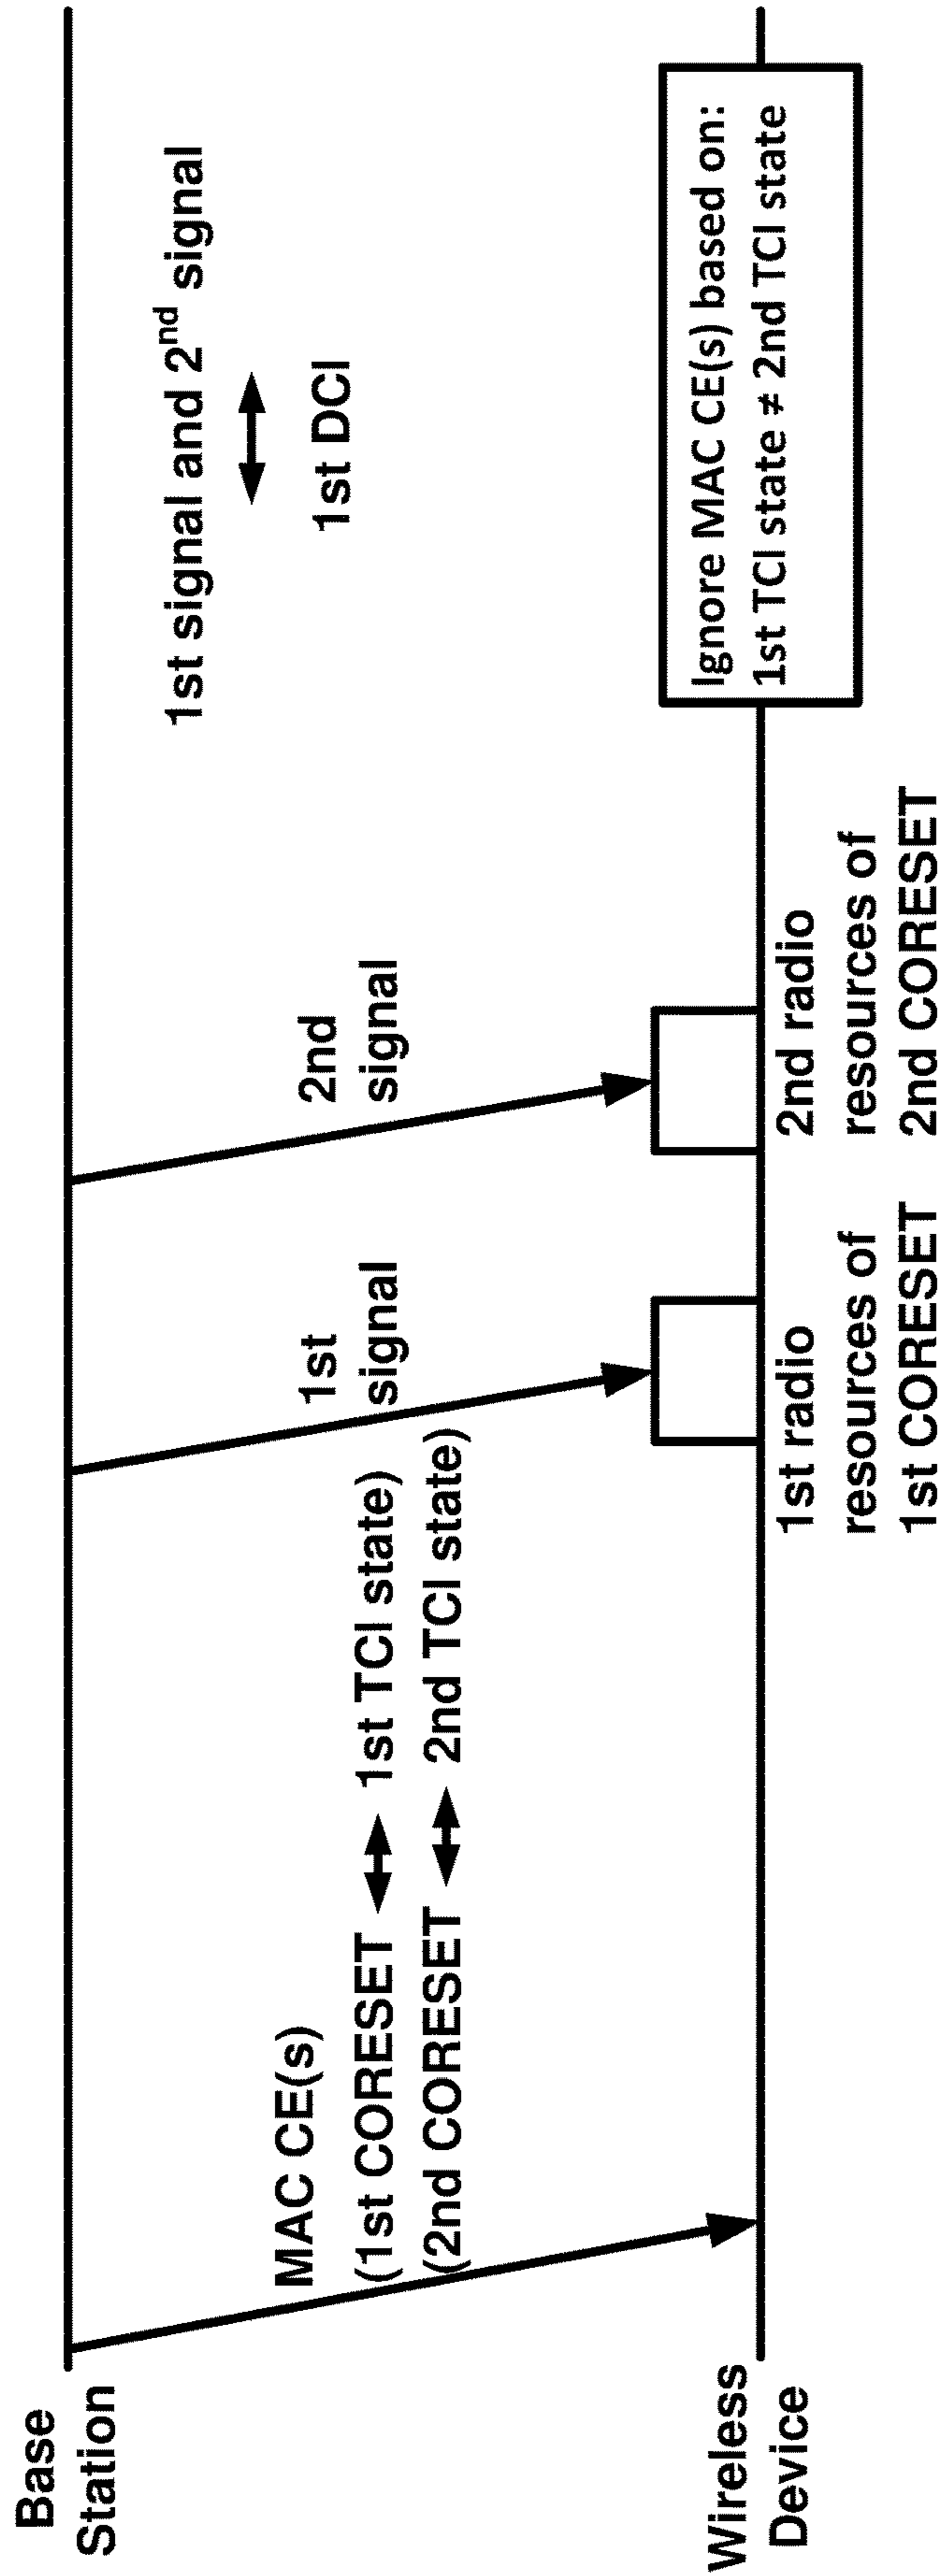 Base
Station
MAC CE(s)
(1st CORESET ↔ 1st TCI state)
(2nd CORESET ↔ 2nd TCI state)
1st
signal
2nd
signal
1st signal and 2nd signal
↔
1st DCI
Wireless
Device
1st radio
resources of
1st CORESET
2nd radio
resources of
2nd CORESET
Ignore MAC CE(s) based on:
1st TCI state ≠ 2nd TCI state